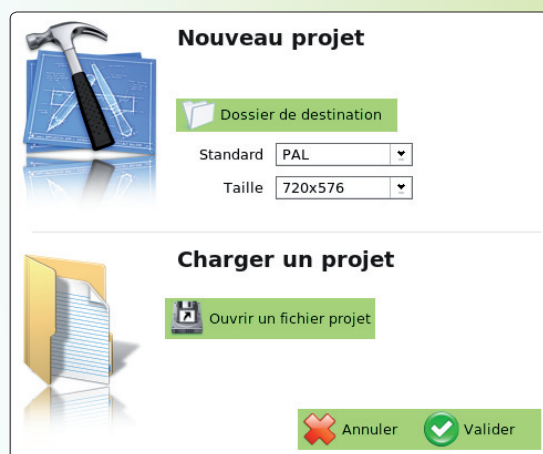 Nouveau projet
Dossier de destination
Standard PAL
Taille 720x576
Charger un projet
Ouvrir un fichier projet
Annuler Valider